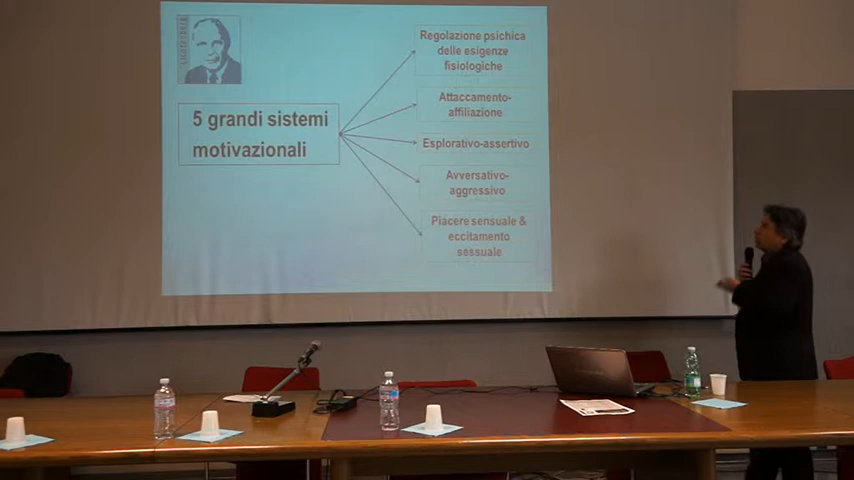 5 grandi sistemi
motivazionali
Regolazione psichica
delle esigenze
fisiologiche
Attaccamento-
affiliazione
Esplorativo-assertivo
Avversativo-
aggressivo
Piacere sensuale &
eccitamento
sessuale